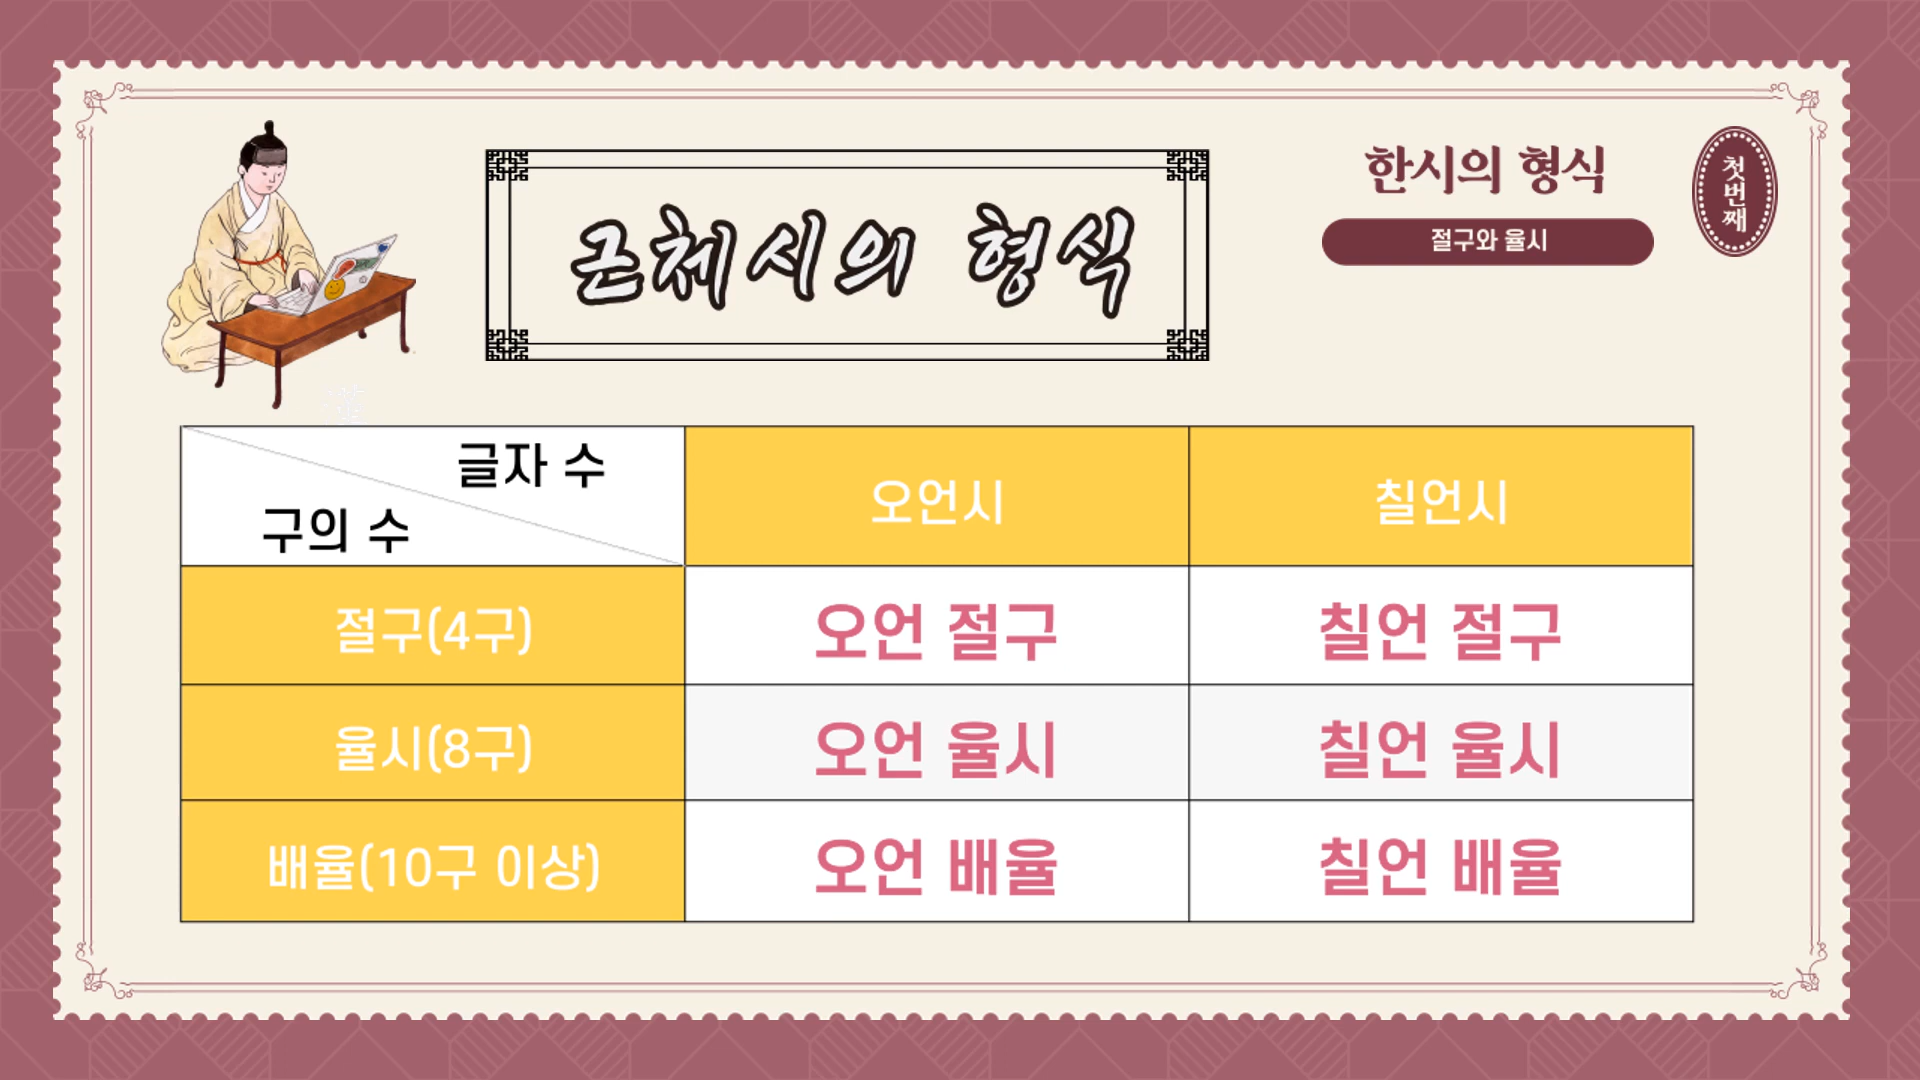 근체시의 형식
한시의 형식
절구와 율시
첫번째
글자 수
구의 수
오언시
칠언시
절구(4구)
오언 절구
칠언 절구
율시(8구)
오언 율시
칠언 율시
배율(10구 이상)
오언 배율
칠언 배율